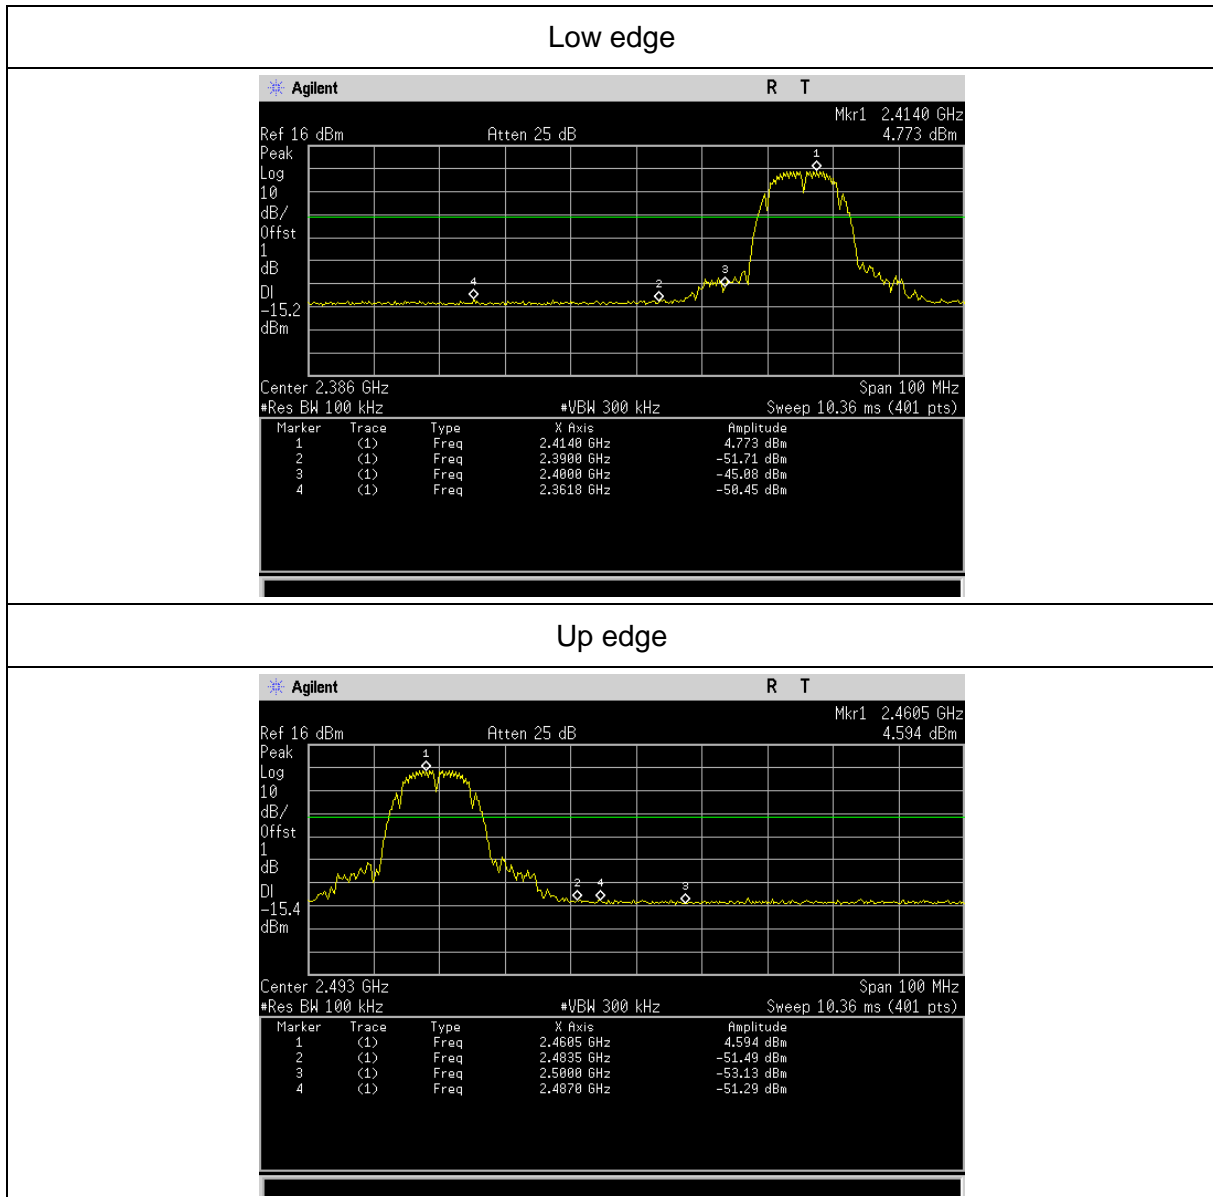 Low edge
Agilent R T
Mkr1 2.4140 GHz
Ref 16 dBm Atten 25 dB 4.773 dBm
Peak
Log
10
dB/
Offst
1
dB
DI
-15.2
dBm
1
2
3
4
Center 2.386 GHz Span 100 MHz
#Res BW 100 kHz #VBW 300 kHz Sweep 10.36 ms (401 pts)
Marker Trace Type X Axis Amplitude
1 (1) Freq 2.4140 GHz 4.773 dBm
2 (1) Freq 2.3900 GHz -51.71 dBm
3 (1) Freq 2.4000 GHz -45.08 dBm
4 (1) Freq 2.3618 GHz -50.45 dBm
Up edge
Agilent R T
Mkr1 2.4605 GHz
Ref 16 dBm Atten 25 dB 4.594 dBm
Peak
Log
10
dB/
Offst
1
dB
DI
-15.4
dBm
1
2
4
3
Center 2.493 GHz Span 100 MHz
#Res BW 100 kHz #VBW 300 kHz Sweep 10.36 ms (401 pts)
Marker Trace Type X Axis Amplitude
1 (1) Freq 2.4605 GHz 4.594 dBm
2 (1) Freq 2.4835 GHz -51.49 dBm
3 (1) Freq 2.5000 GHz -53.13 dBm
4 (1) Freq 2.4870 GHz -51.29 dBm